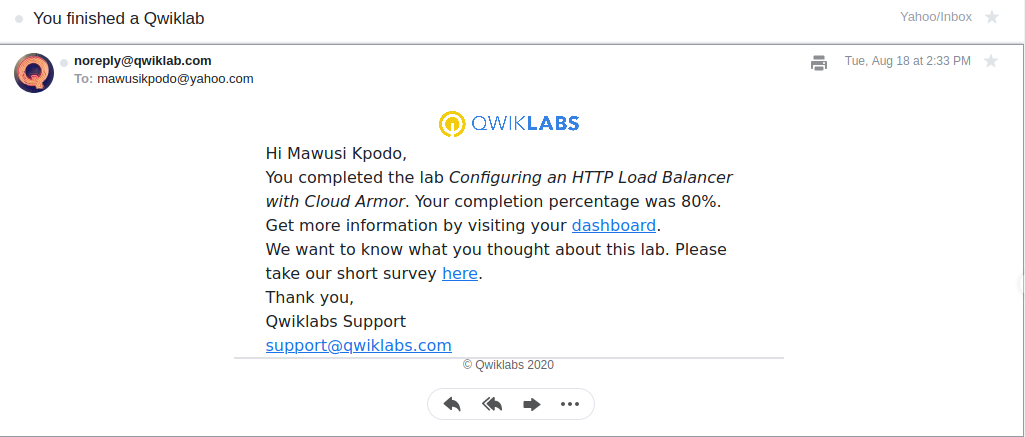 You finished a Qwiklab
Yahoo/Inbox
noreply@qwiklab.com
Tue, Aug 18 at 2:33 PM
To: mawusikpodo@yahoo.com
QWIKLABS
Hi Mawusi Kpodo,
You completed the lab Configuring an HTTP Load Balancer
with Cloud Armor. Your completion percentage was 80%.
Get more information by visiting your dashboard.
We want to know what you thought about this lab. Please
take our short survey here.
Thank you,
Qwiklabs Support
support@qwiklabs.com
© Qwiklabs 2020